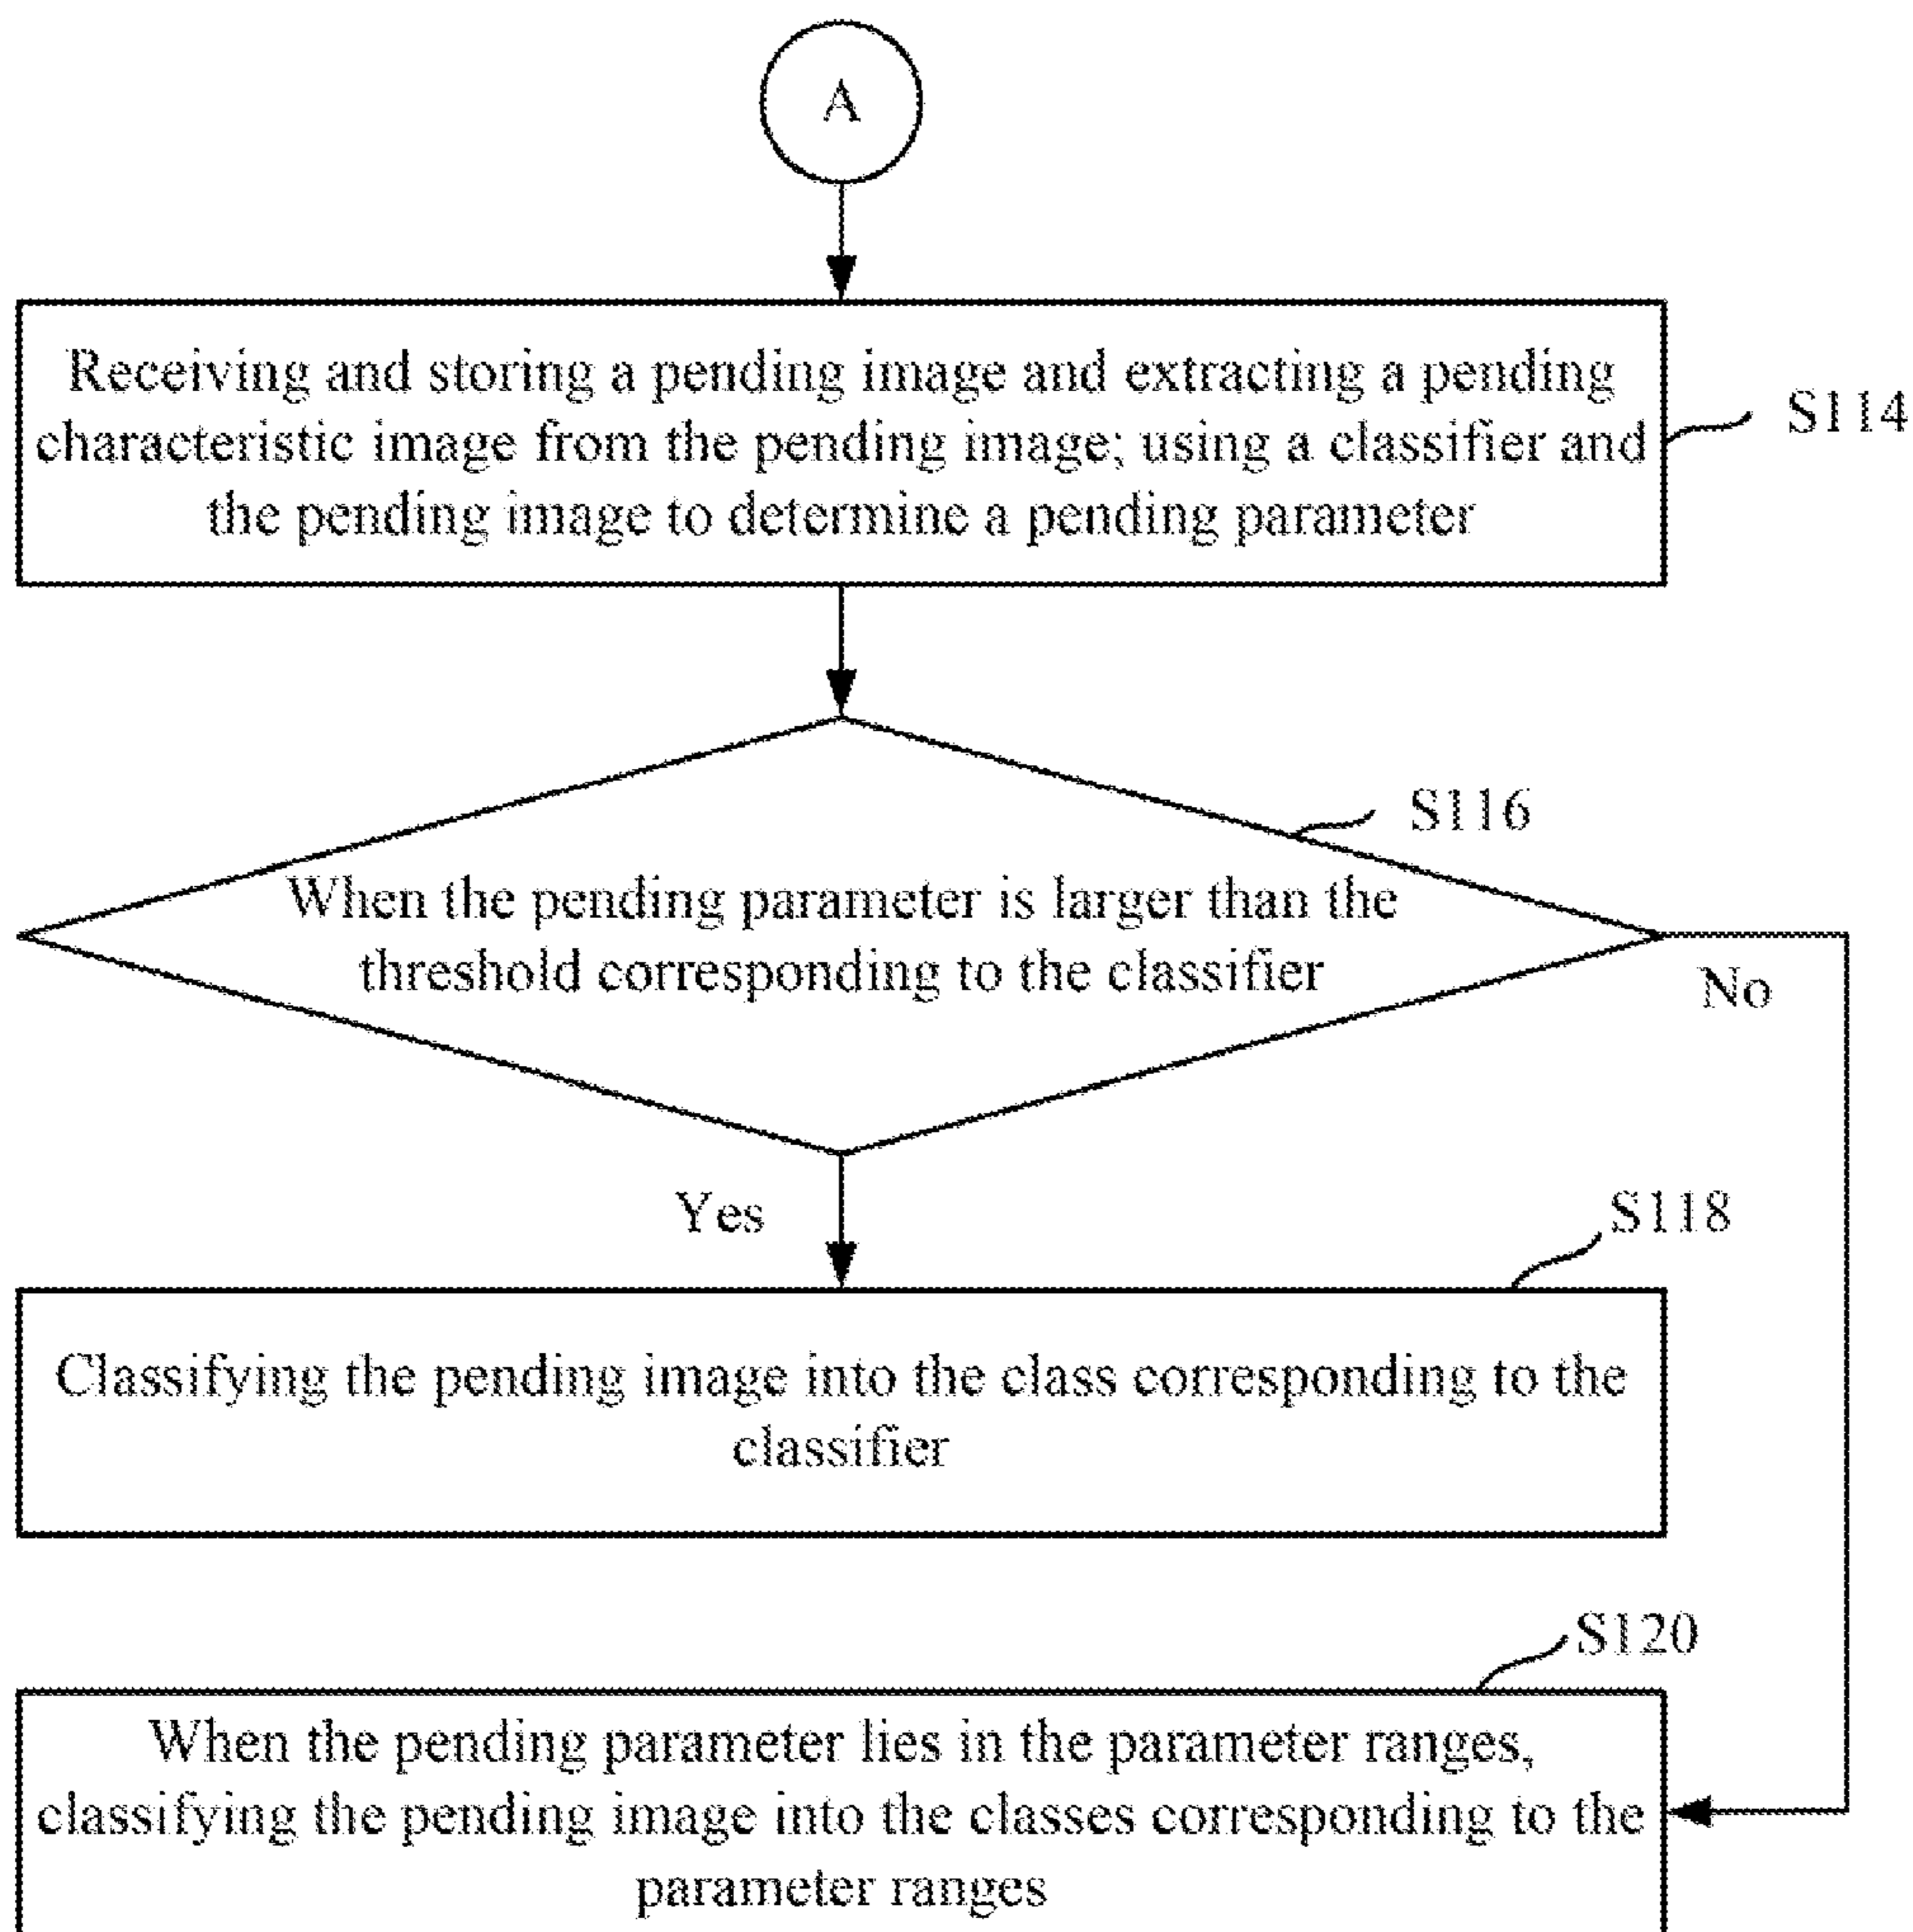 A
Receiving and storing a pending image and extracting a pending
characteristic image from the pending image; using a classifier and
the pending image to determine a pending parameter
S114
S116
When the pending parameter is larger than the
threshold corresponding to the classifier
No
Yes
S118
Classifying the pending image into the class corresponding to the
classifier
S120
When the pending parameter lies in the parameter ranges,
classifying the pending image into the classes corresponding to the
parameter ranges